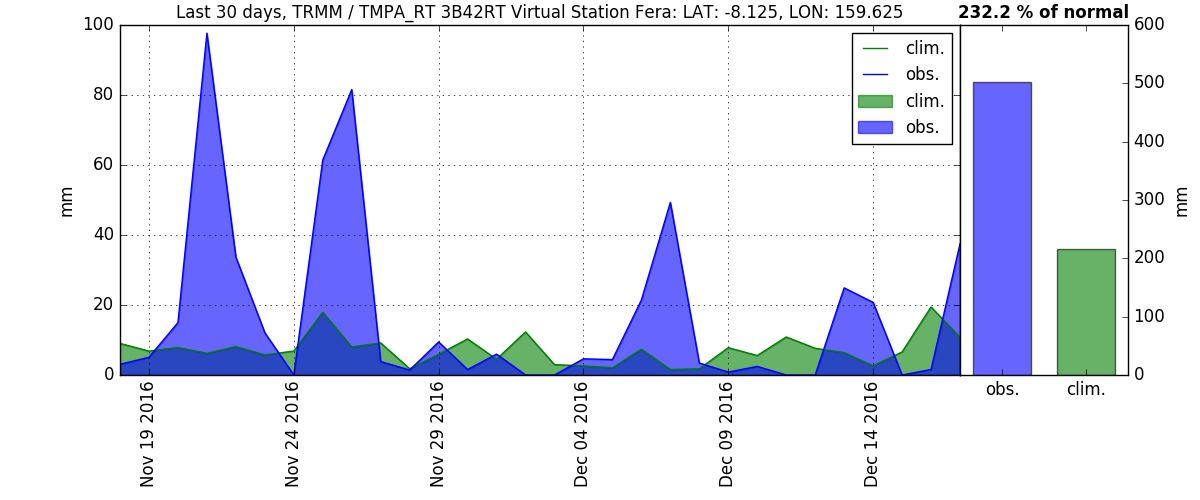 Last 30 days, TRMM / TMPA_RT 3B42RT Virtual Station Fera: LAT: -8.125, LON: 159.625
232.2 % of normal
100
80
60
40
20
0
mm
clim.
obs.
clim.
obs.
600
500
400
300
200
100
0
mm
Nov 19 2016
Nov 24 2016
Nov 29 2016
Dec 04 2016
Dec 09 2016
Dec 14 2016
obs.
clim.